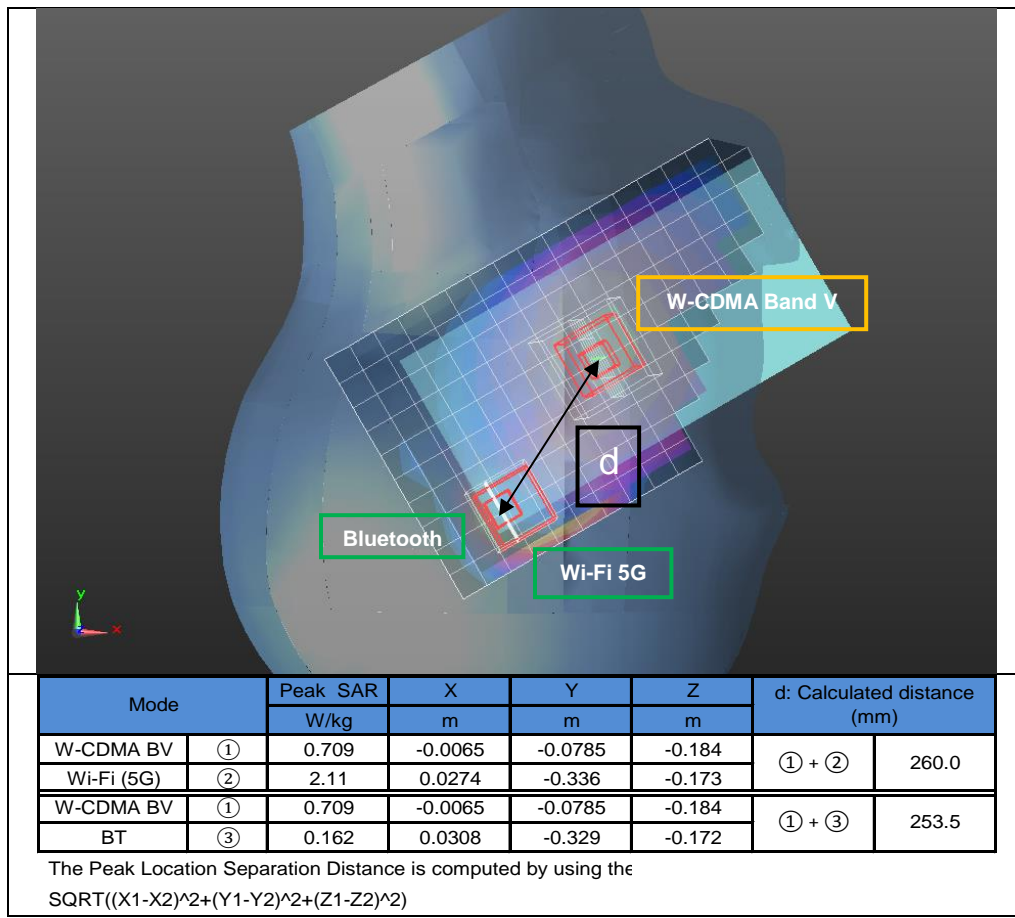 W-CDMA Band V
d
Bluetooth
Wi-Fi 5G
y
x
Mode Peak SAR X Y Z d: Calculated distance (mm)
W/kg m m m
W-CDMA BV ① 0.709 -0.0065 -0.0785 -0.184 ① + ② 260.0
Wi-Fi (5G) ② 2.11 0.0274 -0.336 -0.173
W-CDMA BV ① 0.709 -0.0065 -0.0785 -0.184 ① + ③ 253.5
BT ③ 0.162 0.0308 -0.329 -0.172
The Peak Location Separation Distance is computed by using the
SQRT((X1-X2)^2+(Y1-Y2)^2+(Z1-Z2)^2)